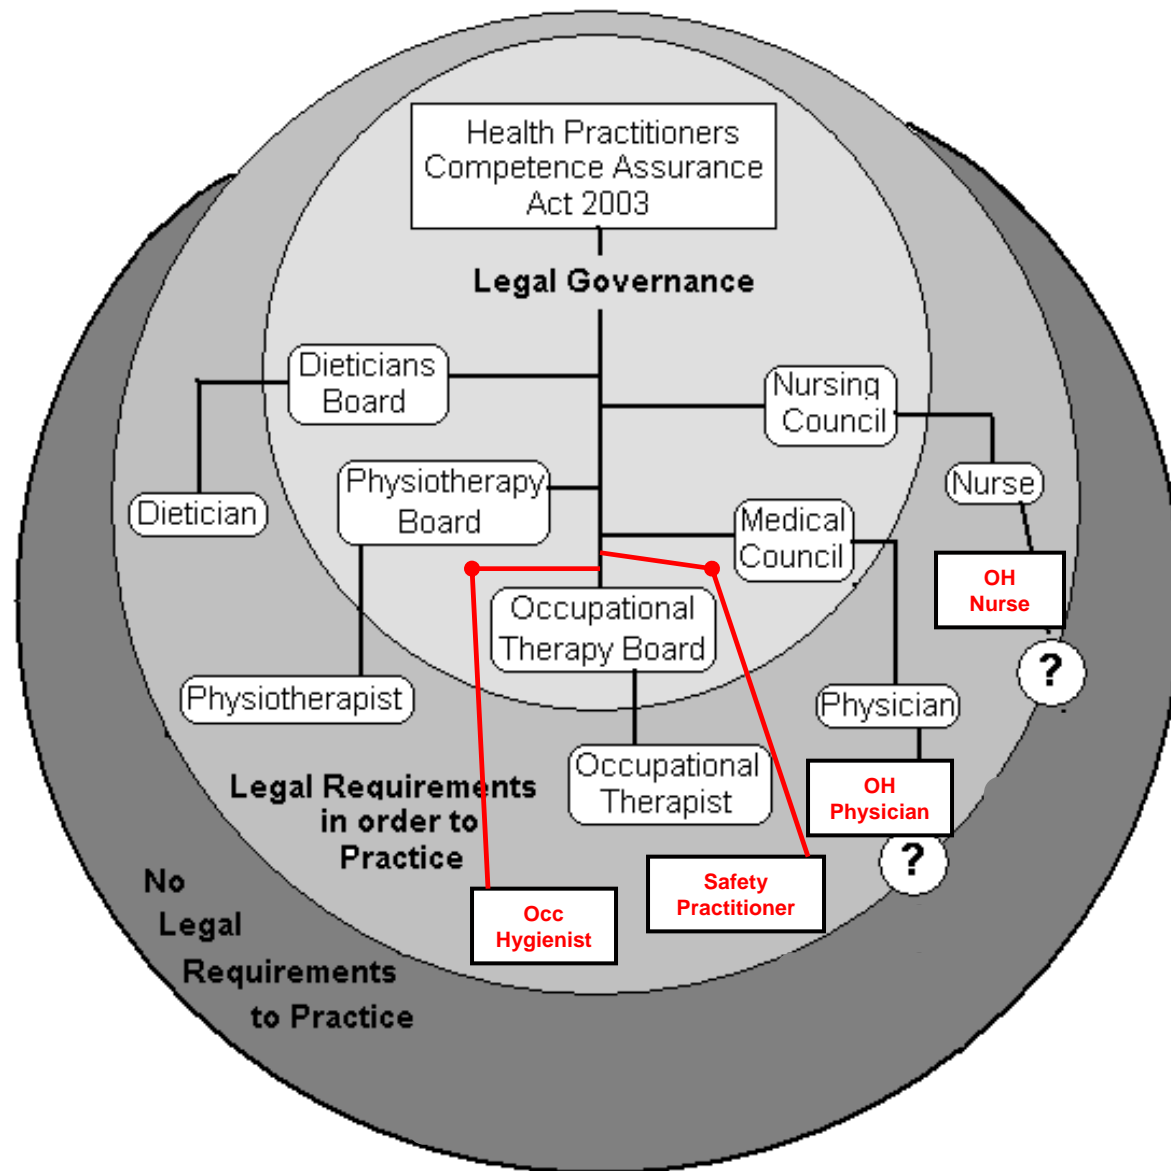 Health Practitioners
Competence Assurance
Act 2003
Legal Governance
Dieticians
Board
Nursing
Council
Physiotherapy
Board
Nurse
Dietician
Medical
Council
OH
Nurse
Occupational
Therapy Board
?
Physiotherapist
Physician
Occupational
Therapist
OH
Physician
Legal Requirements
in order to
Practice
?
No
Legal
Requirements
to Practice
Safety
Practitioner
Occ
Hygienist